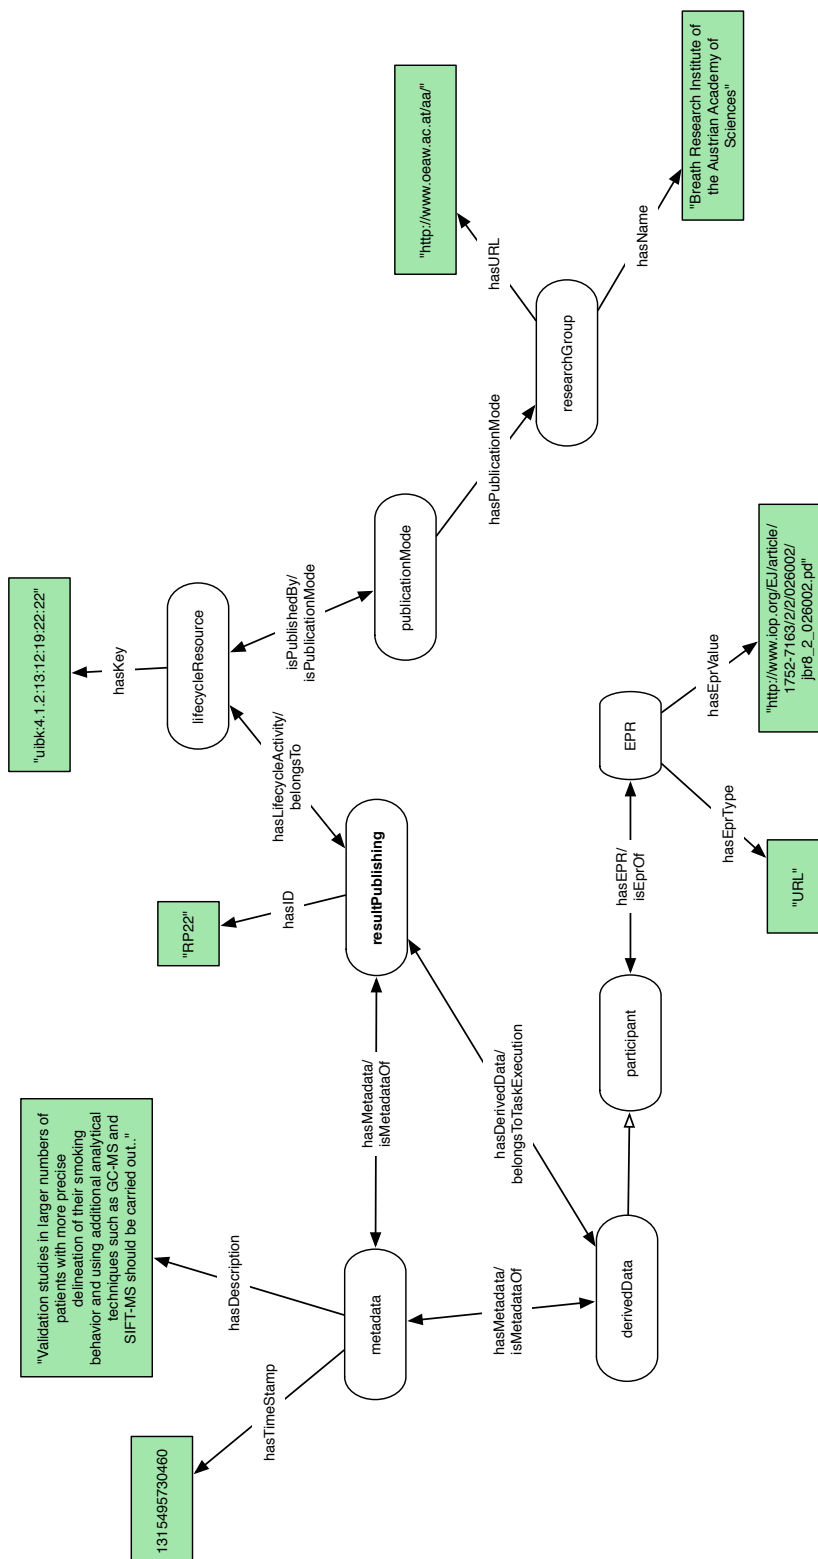 1315495730460
"Validation studies in larger numbers of
patients with more precise
delineation of their smoking
behavior and using additional analytical
techniques such as GC-MS and
SIFT-MS should be carried out.."
"RP22"
"uibk:4.1.2:13:12:19:22:22"
hasTimeStamp
hasDescription
hasID
hasKey
metadata
hasMetadata/
isMetadataOf
resultPublishing
hasLifecycleActivity/
belongsTo
lifecycleResource
isPublishedBy/
isPublicationMode
publicationMode
hasPublicationMode
researchGroup
hasURL
"http://www.oeaw.ac.at/aa/"
hasName
"Breath Research Institute of
the Austrian Academy of
Sciences"
hasMetadata/
isMetadataOf
hasDerivedData/
belongsToTaskExecution
derivedData
participant
hasEPR/
isEprOf
EPR
hasEprType
"URL"
hasEprValue
"http://www.iop.org/EJ/article/
1752-7163/2/2/026002/
jbr8_2_026002.pd"